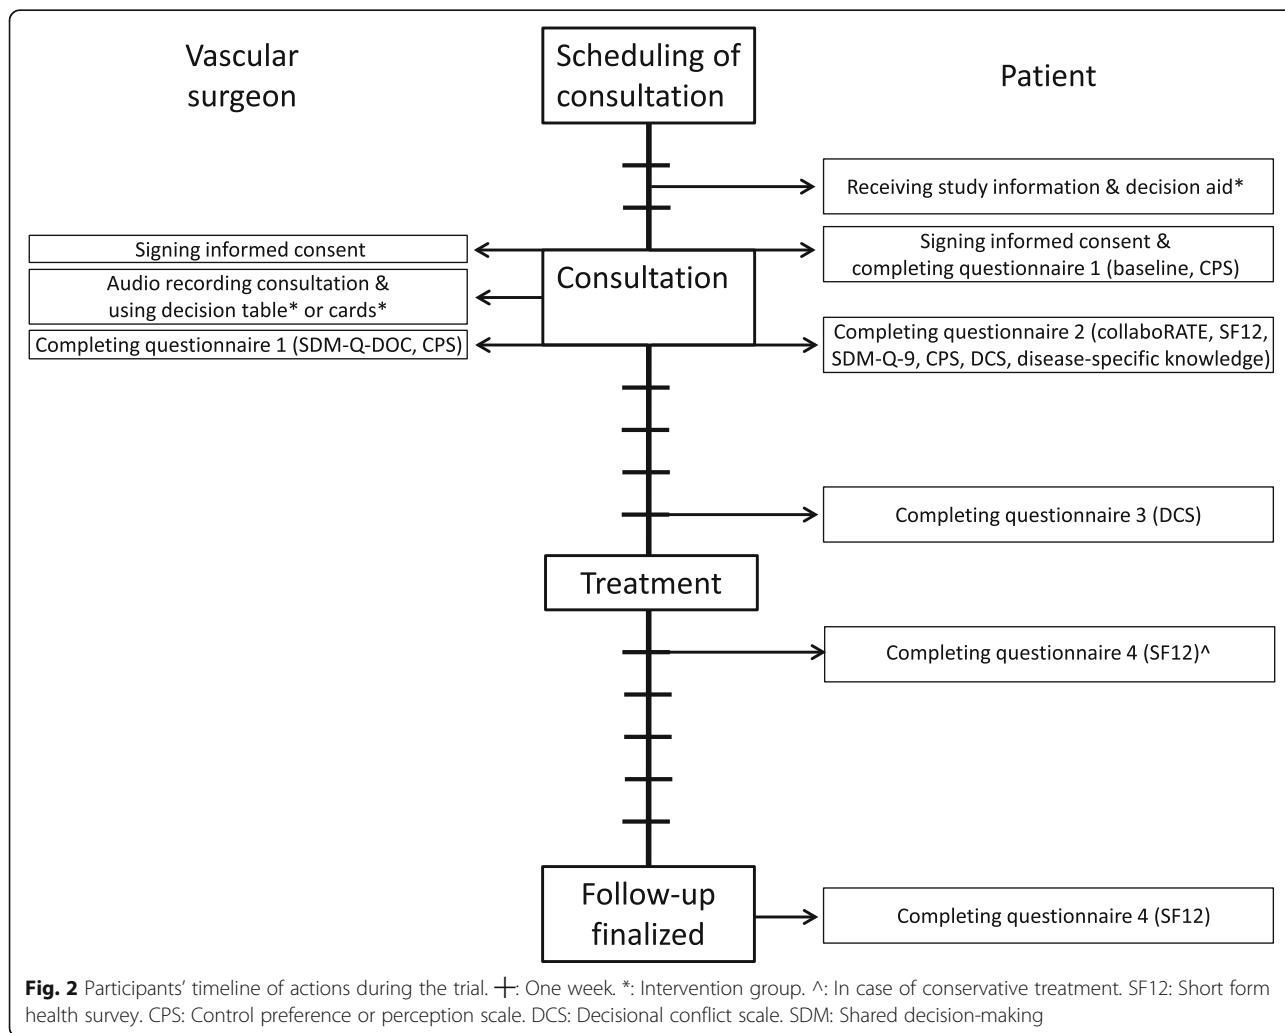 Vascular
surgeon
Scheduling of
consultation
Patient
Receiving study information & decision aid*
Signing informed consent
Signing informed consent &
completing questionnaire 1 (baseline, CPS)
Consultation
Audio recording consultation &
using decision table* or cards*
Completing questionnaire 1 (SDM-Q-DOC, CPS)
Completing questionnaire 2 (collaboRATE, SF12,
SDM-Q-9, CPS, DCS, disease-specific knowledge)
Completing questionnaire 3 (DCS)
Treatment
Completing questionnaire 4 (SF12)^
Follow-up
finalized
Completing questionnaire 4 (SF12)
Fig. 2 Participants' timeline of actions during the trial. ┼: One week. *: Intervention group. ^: In case of conservative treatment. SF12: Short form
health survey. CPS: Control preference or perception scale. DCS: Decisional conflict scale. SDM: Shared decision-making